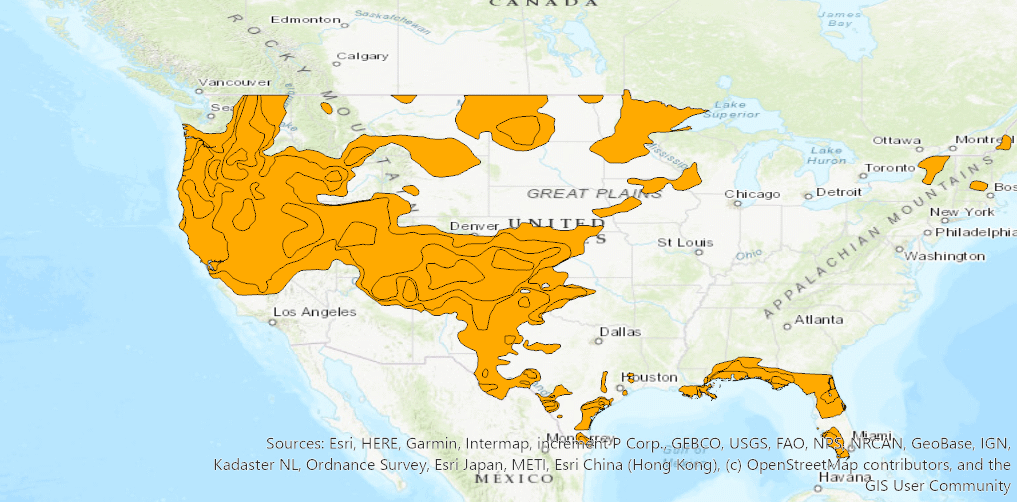 CANADA
Edmonton
Saskatchewan
James
Bay
Calgary
ROCKY MOUNTAINS
Vancouver
Lake
Superior
Ottawa
Montreal
Lake
Huron
Toronto
Mississippi
GREAT PLAINS
Chicago
Detroit
Bos
New York
Denver
UNITED
S
Philadelphia
St Louis
Ohio
Washington
APPALACHIAN MOUNTAINS
Los Angeles
Atlanta
Dallas
Houston
Monterrey
Miami
Gulf of
MEXICO
Havana
Sources: Esri, HERE, Garmin, Intermap, increment P Corp., GEBCO, USGS, FAO, NPS, NRCAN, GeoBase, IGN,
Kadaster NL, Ordnance Survey, Esri Japan, METI, Esri China (Hong Kong), (c) OpenStreetMap contributors, and the
GIS User Community